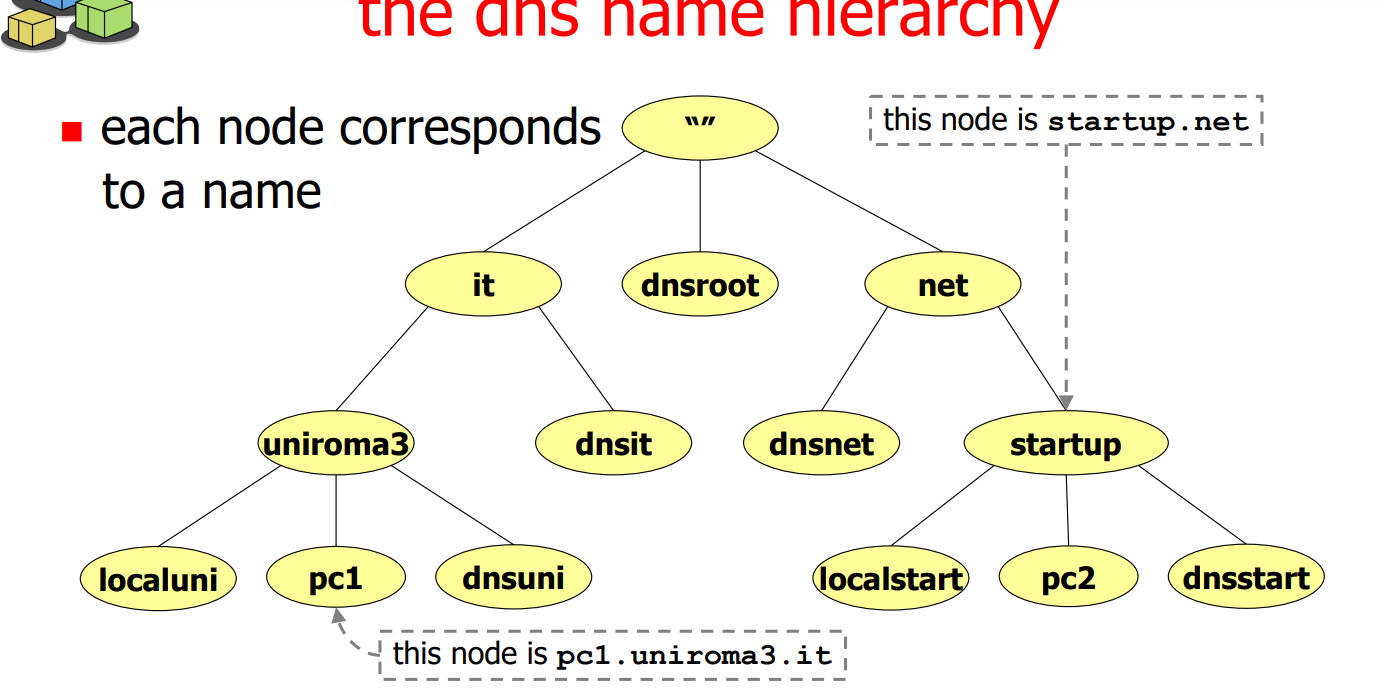 the dns name hierarchy
each node corresponds
to a name
“”
this node is startup.net
it
dnsroot
net
uniroma3
dnsit
dnsnet
startup
localuni
pc1
dnsuni
localstart
pc2
dnsstart
this node is pc1.uniroma3.it